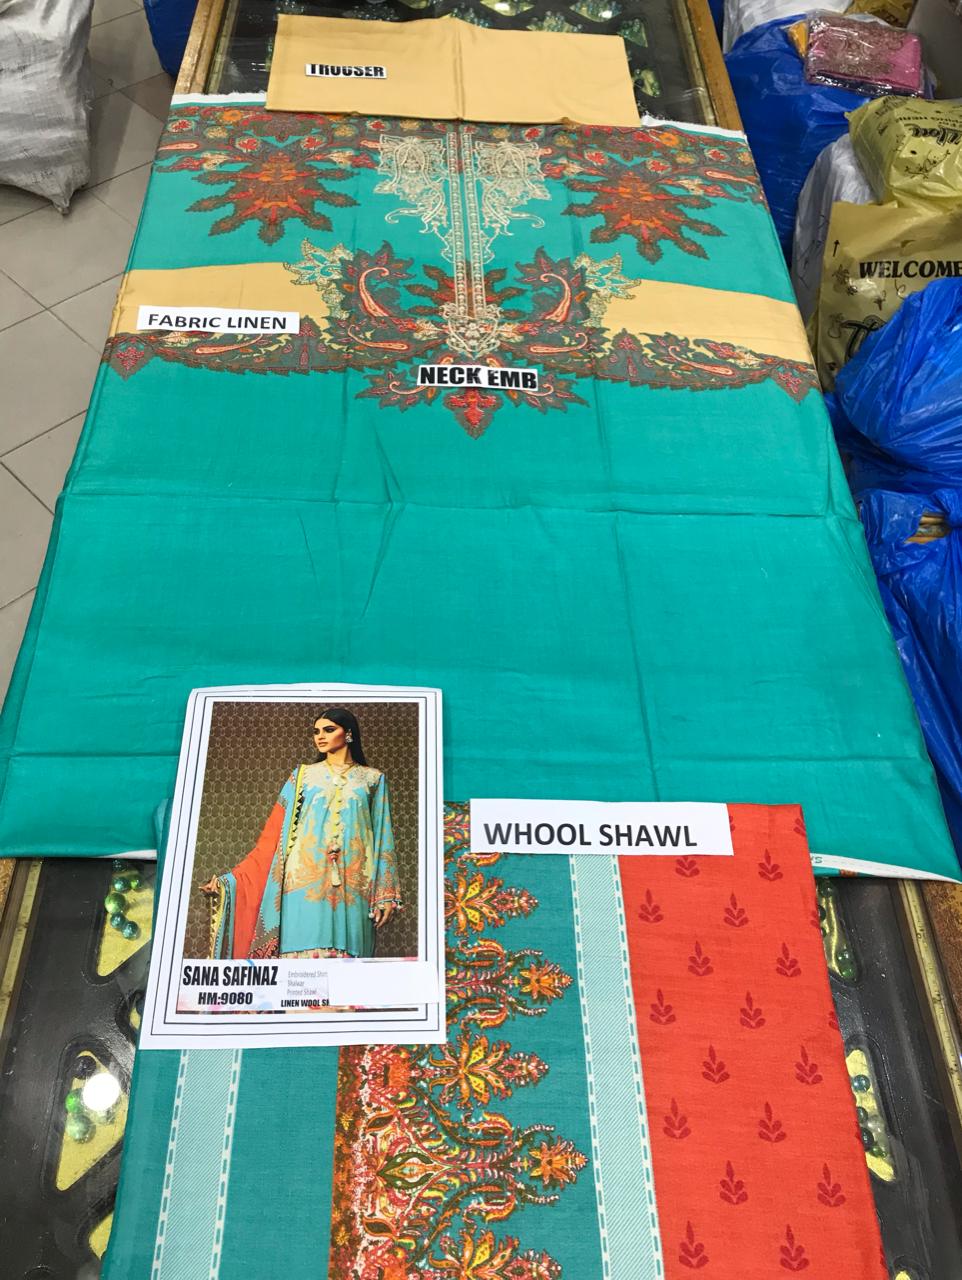 TROUSER
WELCOME
FABRIC LINEN
NECK EMB
WHOOL SHAWL
SANA SAFINAZ
HM:9080
Embroidered Shirt
Shalwar
Printed Shawl
LINEN WOOL SH